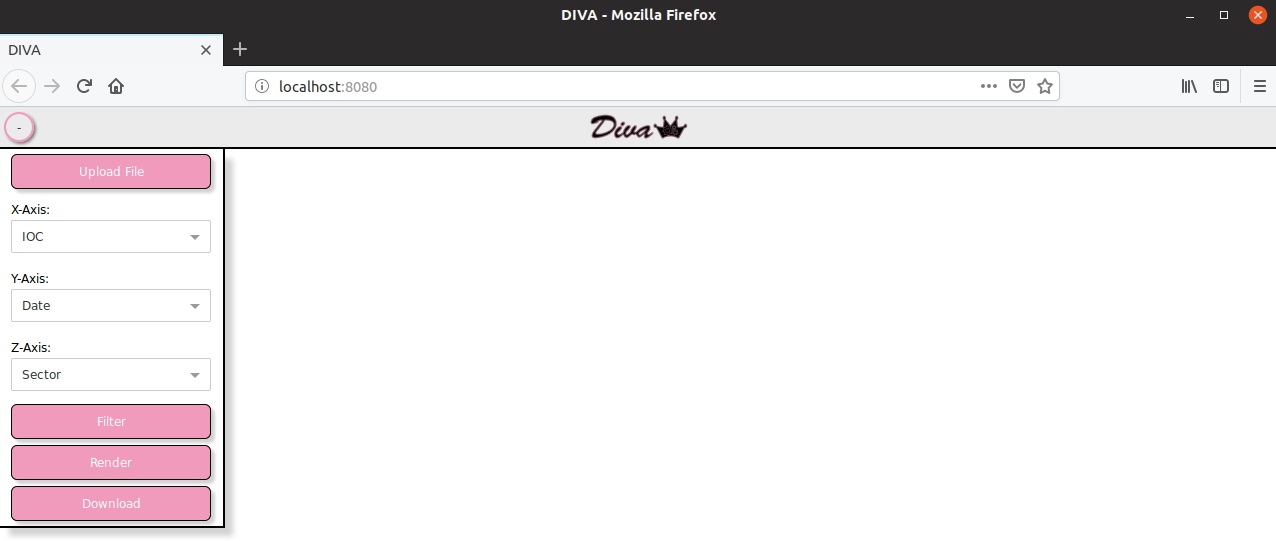 DIVA - Mozilla Firefox
DIVA
localhost:8080
-
Diva
Upload File
X-Axis:
IOC
Y-Axis:
Date
Z-Axis:
Sector
Filter
Render
Download